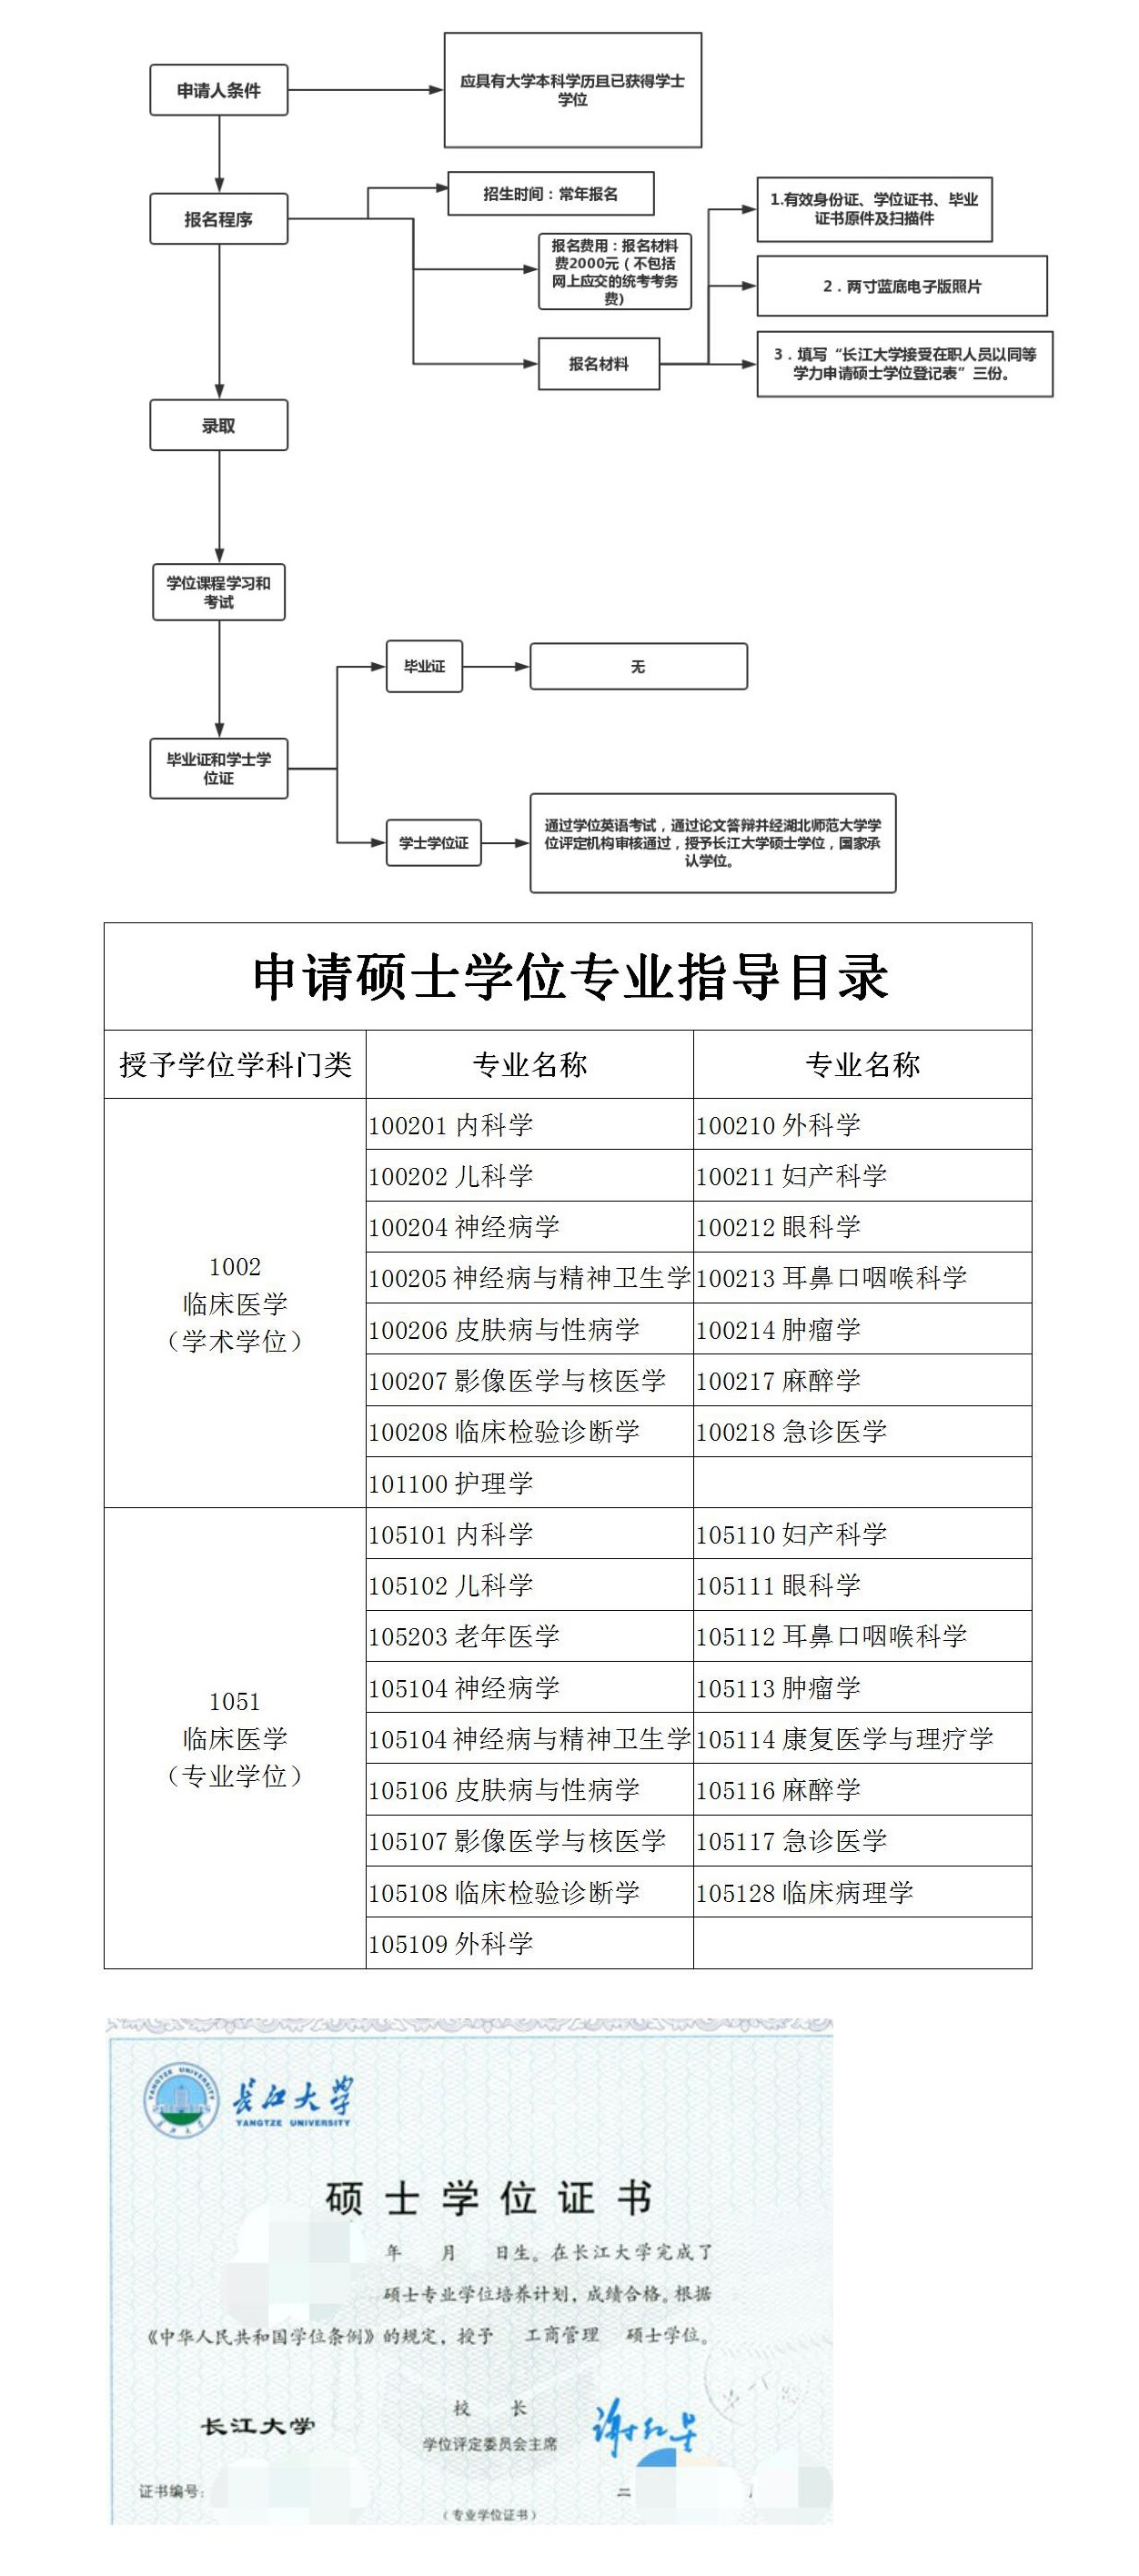 申请人条件
应具有大学本科学历且已获得学士
学位
报名程序
招生时间：常年报名
报名费用：报名材料
费2000元（不包括
网上应交的统考考务
费)
报名材料
1.有效身份证、学位证书、毕业
证书原件及扫描件
2．两寸蓝底电子版照片
3．填写“长江大学接受在职人员以同等
学力申请硕士学位登记表”三份。
录取
学位课程学习和
考试
毕业证和学士学
位证
毕业证
无
学士学位证
通过学位英语考试，通过论文答辩并经湖北师范大学学
位评定机构审核通过，授予长江大学硕士学位，国家承
认学位。
申请硕士学位专业指导目录
授予学位学科门类 专业名称 专业名称
1002
临床医学
（学术学位）
100201 内科学 100210 外科学
100202 儿科学 100211 妇产科学
100204 神经病学 100212 眼科学
100205 神经病与精神卫生学 100213 耳鼻口咽喉科学
100206 皮肤病与性病学 100214 肿瘤学
100207 影像医学与核医学 100217 麻醉学
100208 临床检验诊断学 100218 急诊医学
101100 护理学
1051
临床医学
（专业学位）
105101 内科学 105110 妇产科学
105102 儿科学 105111 眼科学
105203 老年医学 105112 耳鼻口咽喉科学
105104 神经病学 105113 肿瘤学
105104 神经病与精神卫生学 105114 康复医学与理疗学
105106 皮肤病与性病学 105116 麻醉学
105107 影像医学与核医学 105117 急诊医学
105108 临床检验诊断学 105128 临床病理学
105109 外科学
YANGTZE UNIVERSITY
长江大学
长江大学
YANGTZE UNIVERSITY
硕士学位证书
年 月 日生。在长江大学完成了
硕士专业学位培养计划，成绩合格。根据
《中华人民共和国学位条例》的规定，授予 工商管理 硕士学位。
校 长
长江大学
学位评定委员会主席
谢红星
证书编号：
二
（专业学位证书）